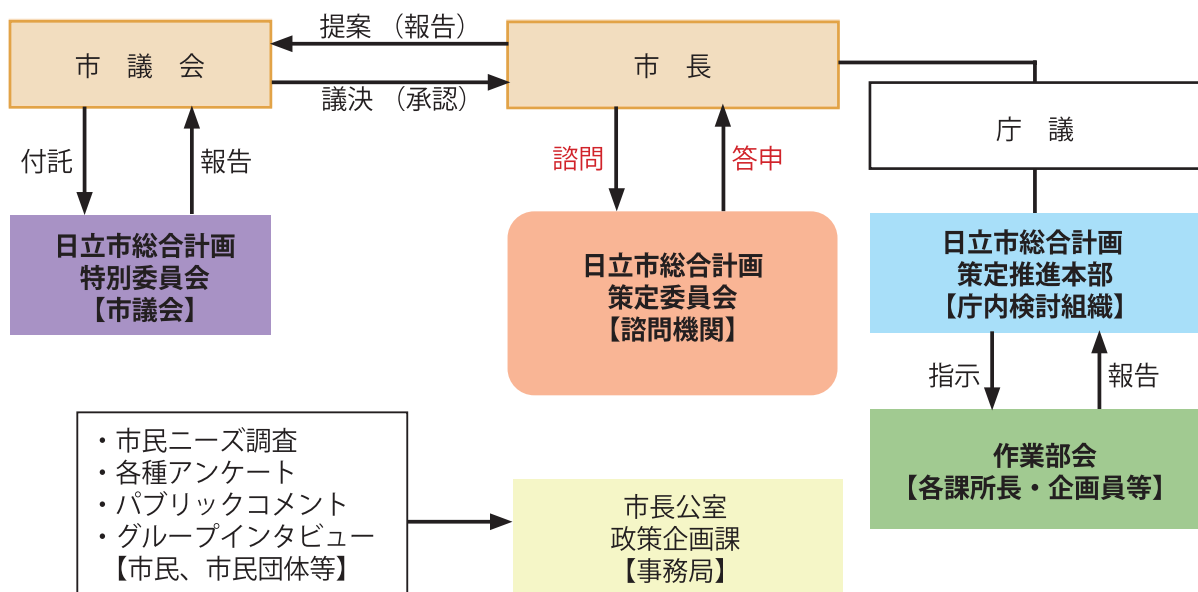 提案（報告）
市 議 会
市 長
議決（承認）
庁 議
付託
報告
諮問
答申
日立市総合計画
特別委員会
【市議会】
日立市総合計画
策定委員会
【諮問機関】
日立市総合計画
策定推進本部
【庁内検討組織】
指示
報告
・市民ニーズ調査
・各種アンケート
・パブリックコメント
・グループインタビュー
【市民、市民団体等】
作業部会
【各課所長・企画員等】
市長公室
政策企画課
【事務局】